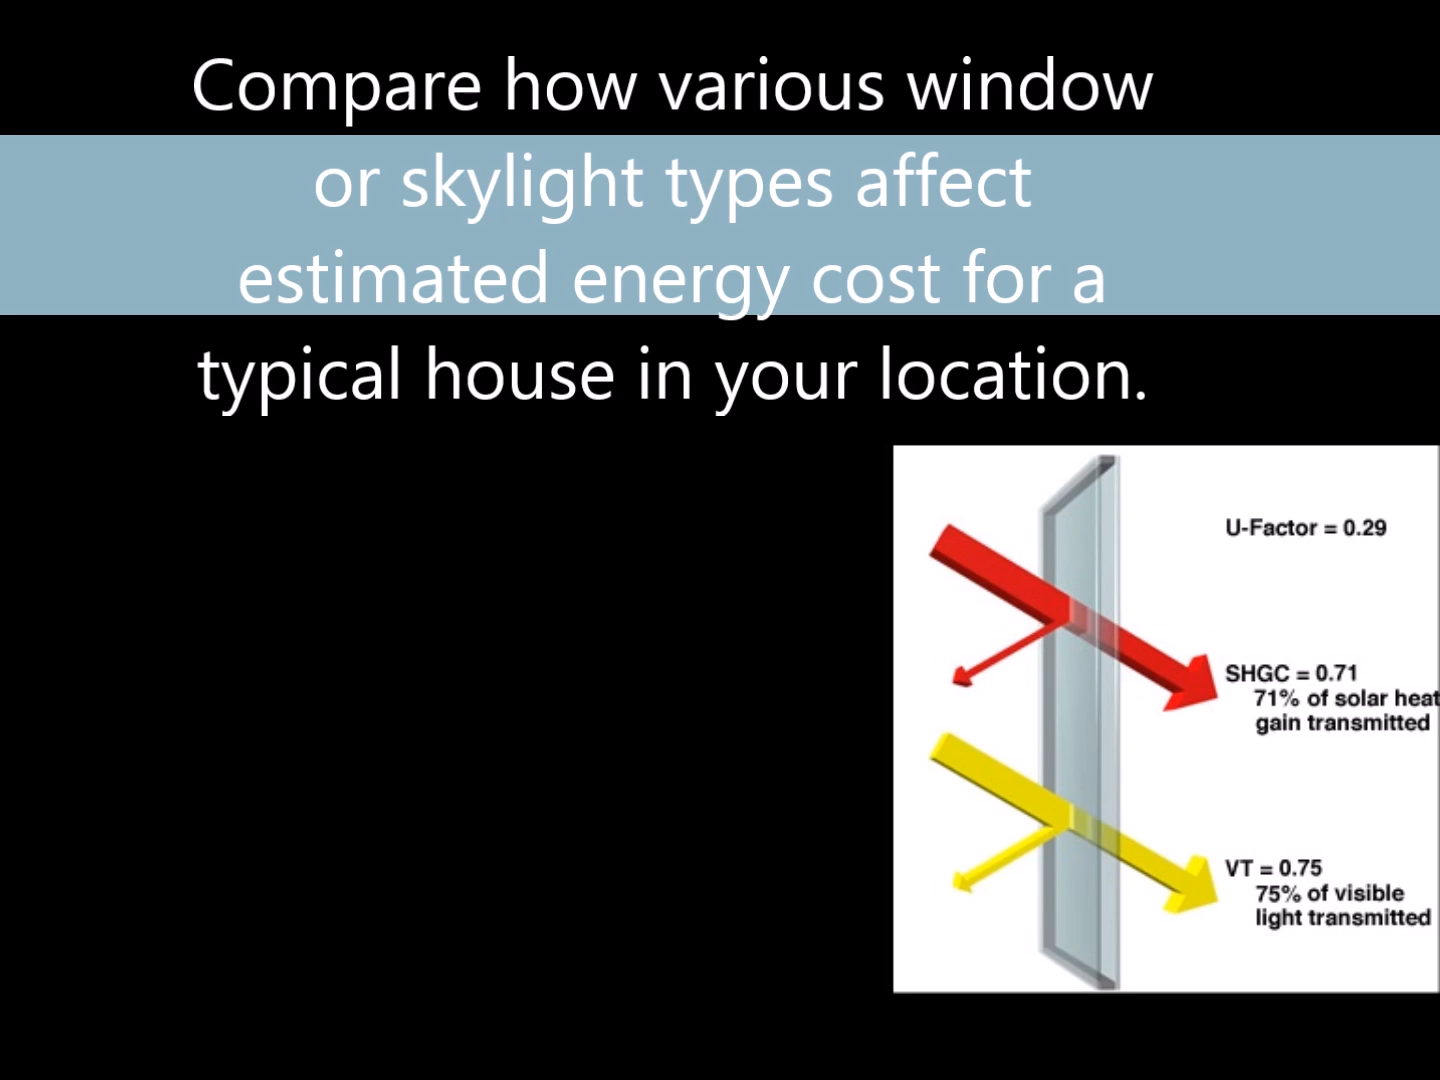 Compare how various window
or skylight types affect
estimated energy cost for a
typical house in your location.
U-Factor = 0.29
SHGC = 0.71
71% of solar heat
gain transmitted
VT = 0.75
75% of visible
light transmitted